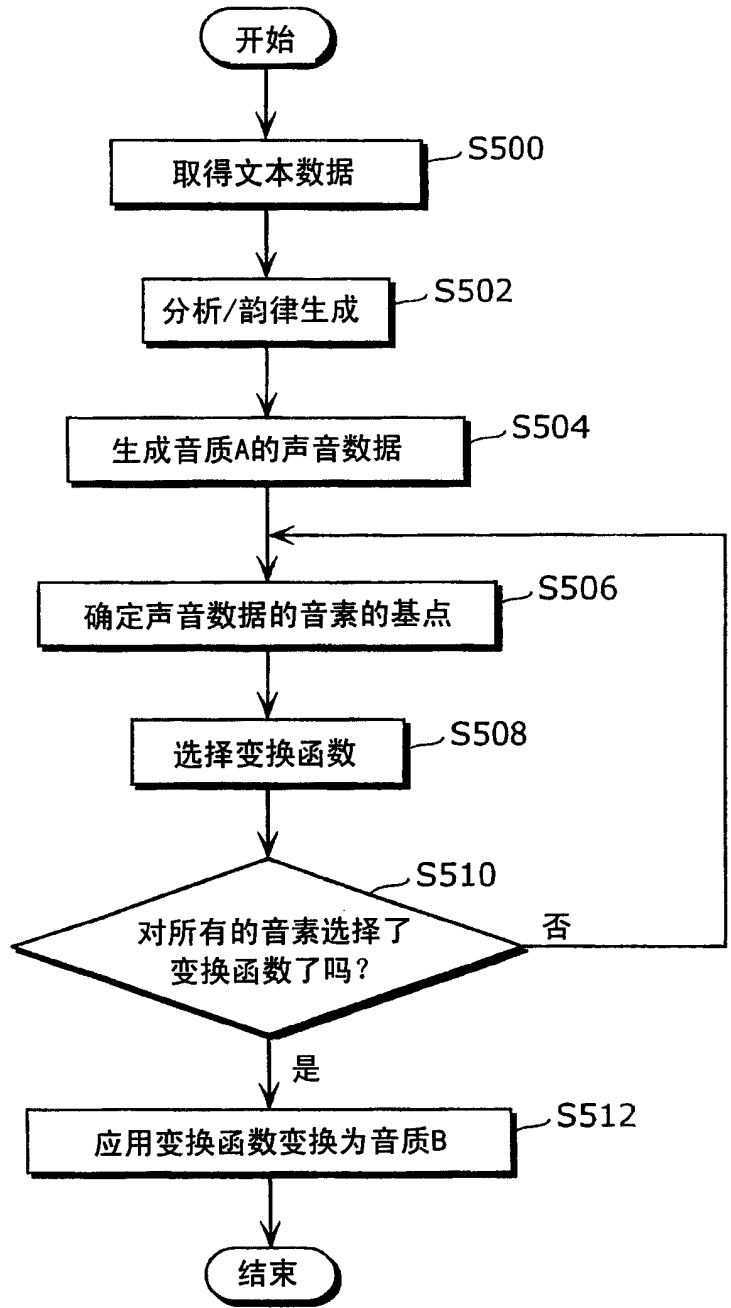 开始
S500
取得文本数据
S502
分析/韵律生成
S504
生成音质A的声音数据
S506
确定声音数据的音素的基点
S508
选择变换函数
S510
对所有的音素选择了
变换函数了吗？
否
是
S512
应用变换函数变换为音质B
结束